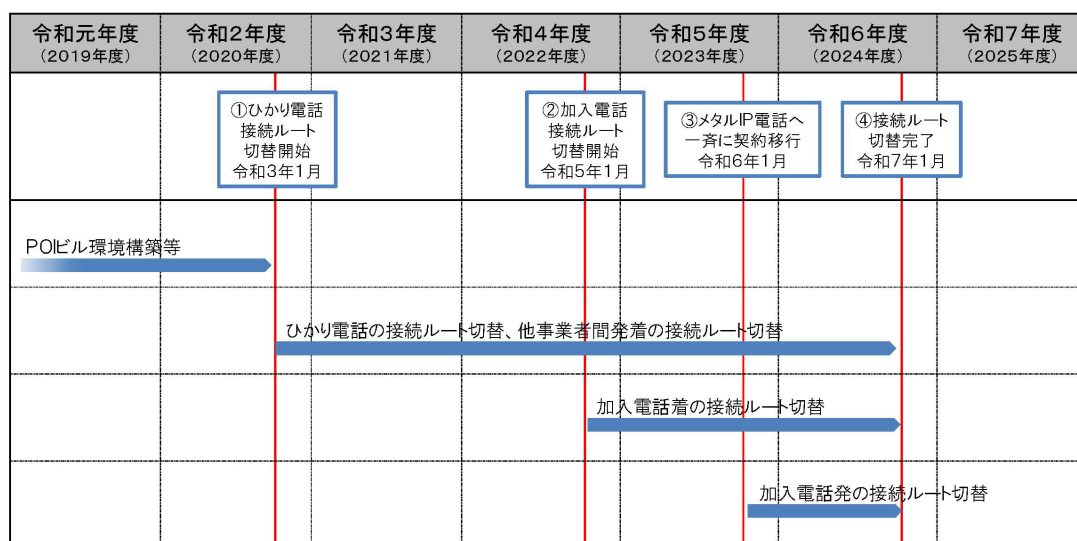 令和元年度
（2019年度）
令和2年度
（2020年度）
令和3年度
（2021年度）
令和4年度
（2022年度）
令和5年度
（2023年度）
令和6年度
（2024年度）
令和7年度
（2025年度）
①ひかり電話
接続ルート
切替開始
令和3年1月
②加入電話
接続ルート
切替開始
令和5年1月
③メタルIP電話へ
一斉に契約移行
令和6年1月
④接続ルート
切替完了
令和7年1月
POIビル環境構築等
ひかり電話の接続ルート切替、他事業者間発着の接続ルート切替
加入電話着の接続ルート切替
加入電話発の接続ルート切替